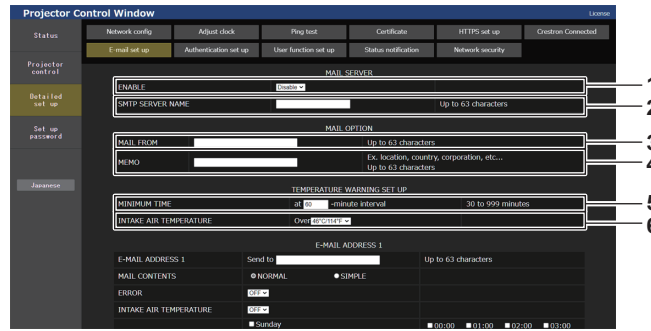 Projector Control Window License
Status Network config Adjust clock Ping test Certificate HTTPS set up Crestron Connected
E-mail set up Authentication set up User function set up Status notification Network security
Projector control
Detailed set up
Set up password
Japanese
MAIL SERVER
ENABLE Disable 1
SMTP SERVER NAME Up to 63 characters 2
MAIL OPTION
MAIL FROM Up to 63 characters 3
MEMO Ex. location, country, corporation, etc... 4
Up to 63 characters
TEMPERATURE WARNING SET UP
MINIMUM TIME at 60 -minute interval 30 to 999 minutes 5
INTAKE AIR TEMPERATURE Over 46°C/114°F 6
E-MAIL ADDRESS 1
E-MAIL ADDRESS 1 Send to Up to 63 characters
MAIL CONTENTS NORMAL SIMPLE
ERROR OFF
INTAKE AIR TEMPERATURE OFF
Sunday 00:00 01:00 02:00 03:00